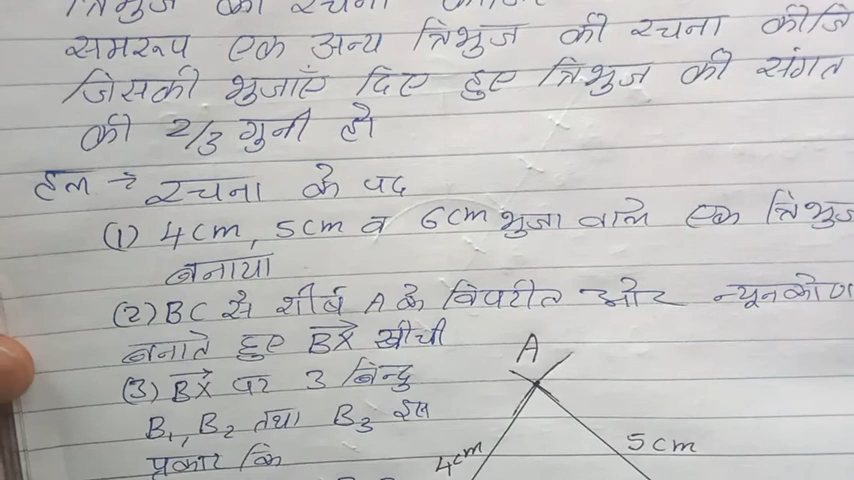 त्रिभुज की रचना
समरूप एक अन्य त्रिभुज की रचना कीजि
जिसकी भुजाएँ दिए हुए त्रिभुज की संगत
की 2/3 गुनी हो
हल → रचना के पद
(1) 4cm, 5cm व 6cm भुजा वाले एक त्रिभुज
बनाया
(2) BC से शीर्ष A के विपरीत ओर न्यूनकोण
बनाते हुए BX→ खींची
(3) BX→ पर 3 बिन्दु
B₁, B₂ तथा B₃ इस
प्रकार कि
A
4cm
5cm